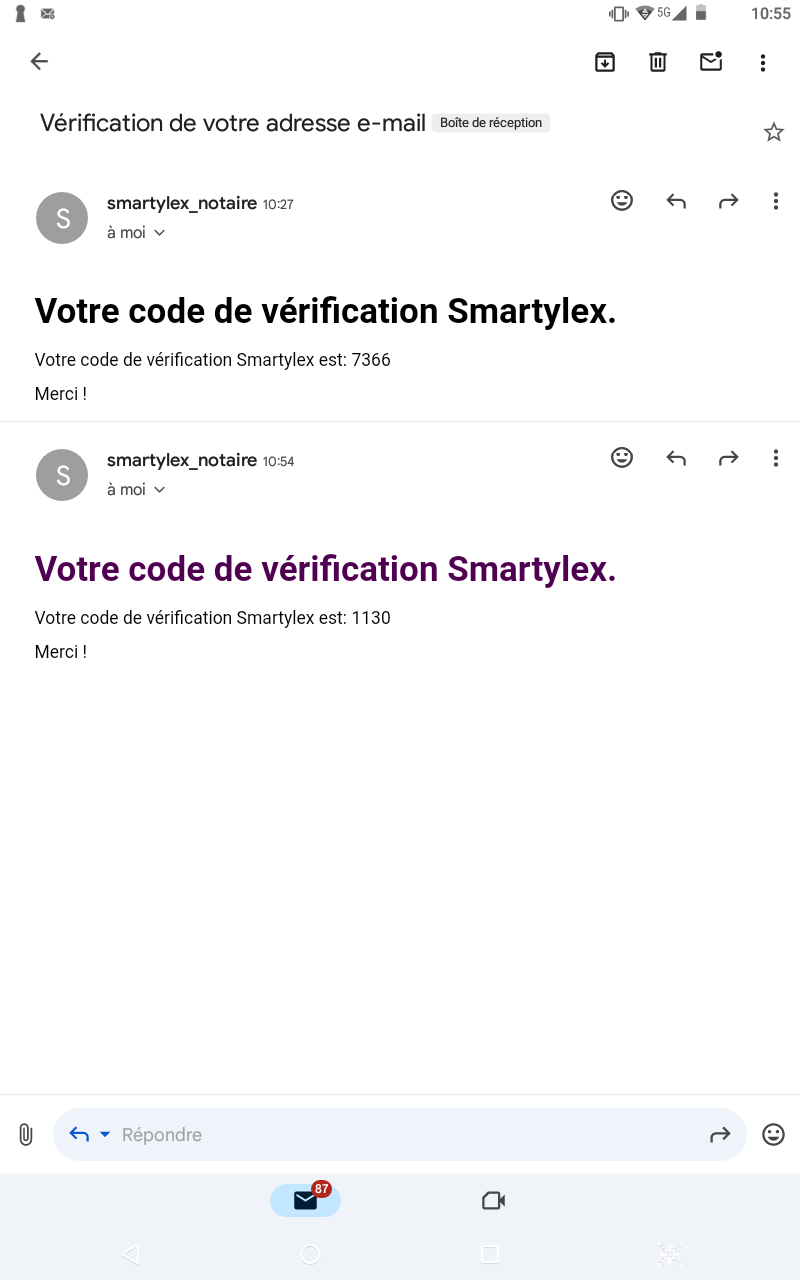 5G 10:55
Vérification de votre adresse e-mail Boîte de réception
S smartylex_notaire 10:27
à moi
Votre code de vérification Smartylex.
Votre code de vérification Smartylex est: 7366
Merci !
S smartylex_notaire 10:54
à moi
Votre code de vérification Smartylex.
Votre code de vérification Smartylex est: 1130
Merci !
Répondre
87